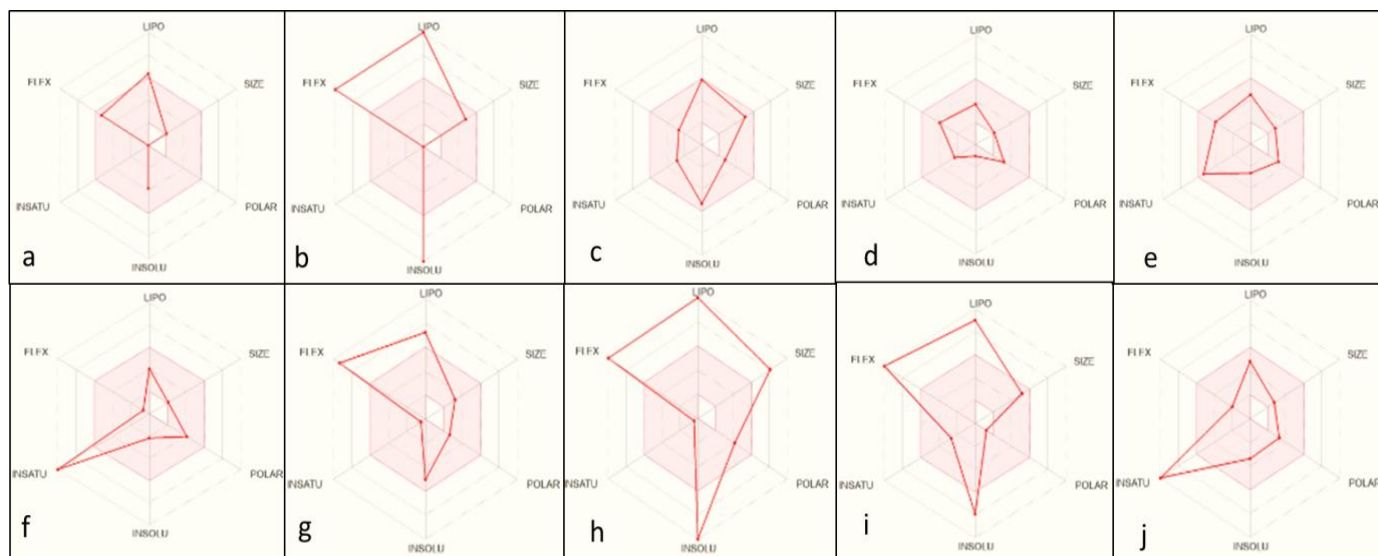 LIPO
FLEX
SIZE
INSATU
POLAR
INSOLU
a
LIPO
FLEX
SIZE
INSATU
POLAR
INSOLU
b
LIPO
FLEX
SIZE
INSATU
POLAR
INSOLU
c
LIPO
FLEX
SIZE
INSATU
POLAR
INSOLU
d
LIPO
FLEX
SIZE
INSATU
POLAR
INSOLU
e
LIPO
FLEX
SIZE
INSATU
POLAR
INSOLU
f
LIPO
FLEX
SIZE
INSATU
POLAR
INSOLU
g
LIPO
FLEX
SIZE
INSATU
POLAR
INSOLU
h
LIPO
FLEX
SIZE
INSATU
POLAR
INSOLU
i
LIPO
FLEX
SIZE
INSATU
POLAR
INSOLU
j